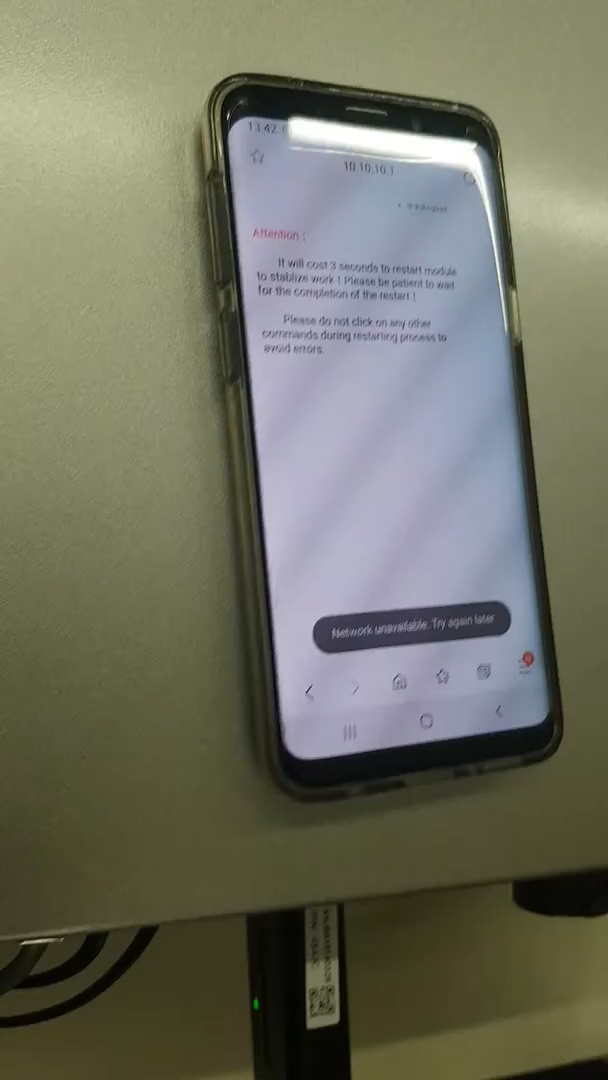 13:42
10.10.10.1
Attention :
It will cost 3 seconds to restart module
to stablize work ! Please be patient to wait
for the completion of the restart !
Please do not click on any other
commands during restarting process to
avoid errors.
Network unavailable. Try again later